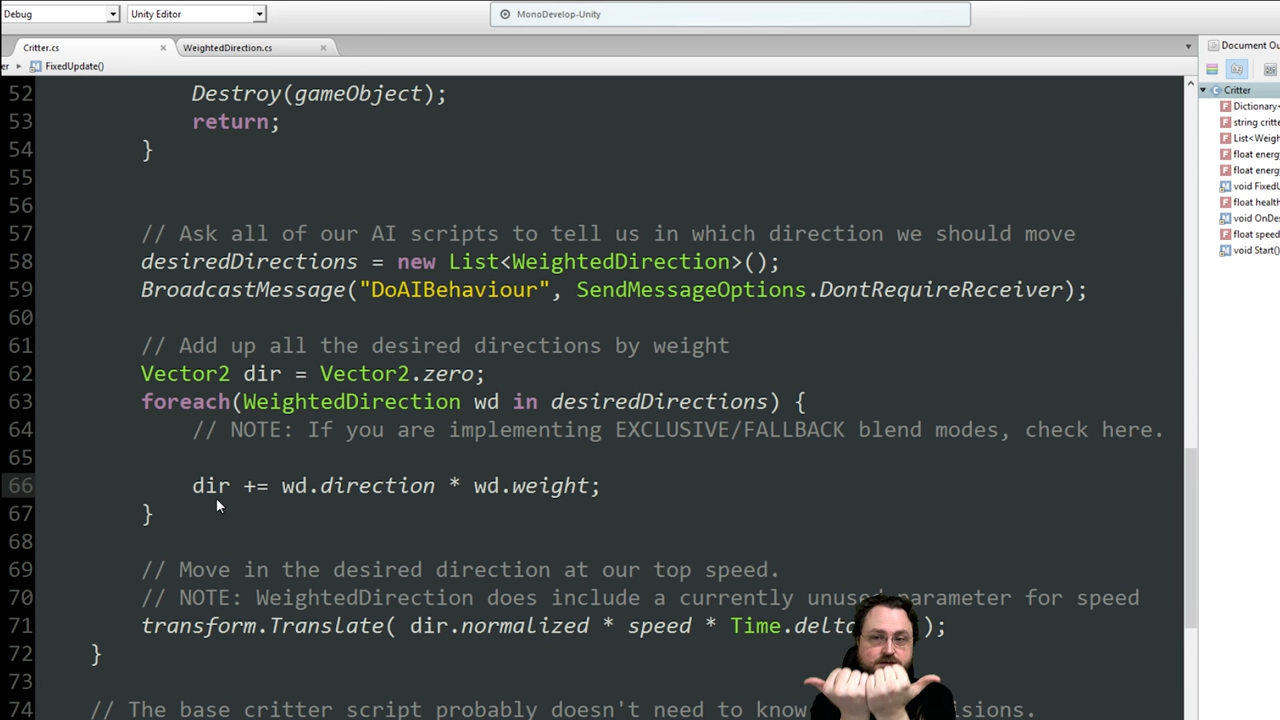 Debug
Unity Editor
MonoDevelop-Unity
Critter.cs
WeightedDirection.cs
Document Ou
er ▸ FixedUpdate()
Critter
Dictionary<
string critte
List<Weigh
float energ
float energ
void FixedU
float health
void OnDes
float speed
void Start()
52 Destroy(gameObject);
53 return;
54 }
55
56
57 // Ask all of our AI scripts to tell us in which direction we should move
58 desiredDirections = new List<WeightedDirection>();
59 BroadcastMessage("DoAIBehaviour", SendMessageOptions.DontRequireReceiver);
60
61 // Add up all the desired directions by weight
62 Vector2 dir = Vector2.zero;
63 foreach(WeightedDirection wd in desiredDirections) {
64 // NOTE: If you are implementing EXCLUSIVE/FALLBACK blend modes, check here.
65
66 dir += wd.direction * wd.weight;
67 }
68
69 // Move in the desired direction at our top speed.
70 // NOTE: WeightedDirection does include a currently unused parameter for speed
71 transform.Translate( dir.normalized * speed * Time.delt );
72 }
73
74 // The base critter script probably doesn't need to know isions.